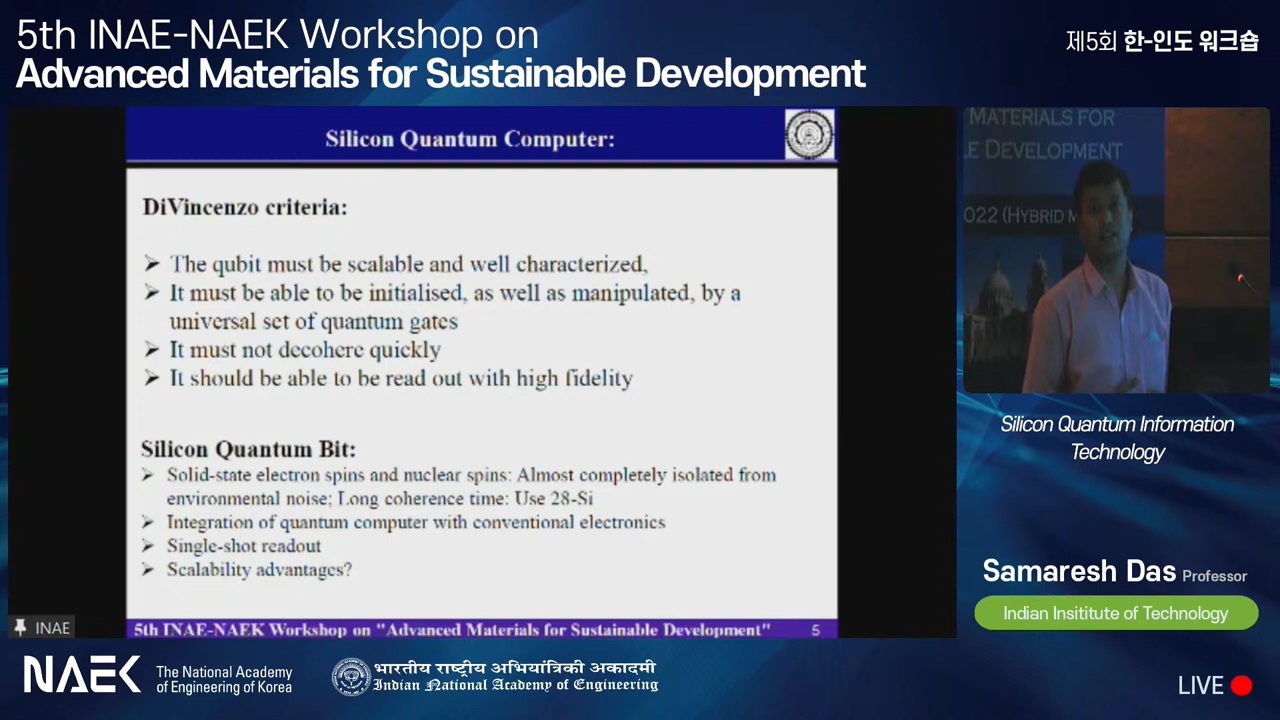 5th INAE-NAEK Workshop on
Advanced Materials for Sustainable Development
제5회 한-인도 워크숍
Silicon Quantum Computer:
DiVincenzo criteria:
➤ The qubit must be scalable and well characterized,
➤ It must be able to be initialised, as well as manipulated, by a
universal set of quantum gates
➤ It must not decohere quickly
➤ It should be able to be read out with high fidelity
Silicon Quantum Bit:
➤ Solid-state electron spins and nuclear spins: Almost completely isolated from
environmental noise; Long coherence time: Use 28-Si
➤ Integration of quantum computer with conventional electronics
➤ Single-shot readout
➤ Scalability advantages?
5th INAE-NAEK Workshop on "Advanced Materials for Sustainable Development" 5
INAE
MATERIALS FOR
LE DEVELOPMENT
022 (HYBRID M
Silicon Quantum Information
Technology
Samaresh Das Professor
Indian Insititute of Technology
NAEK The National Academy
of Engineering of Korea
भारतीय राष्ट्रीय अभियांत्रिकी अकादमी
Indian National Academy of Engineering
LIVE